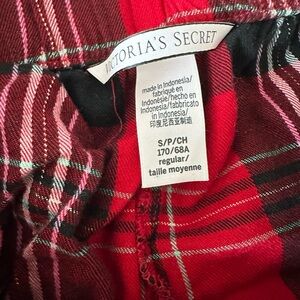 VICTORIA'S SECRET
made in Indonesia/
fabriqué en
Indonésie/hecho en
Indonesia/fabbricato
in Indonesia/
印度尼西亚制造
S/P/CH
170/68A
regular/
taille moyenne